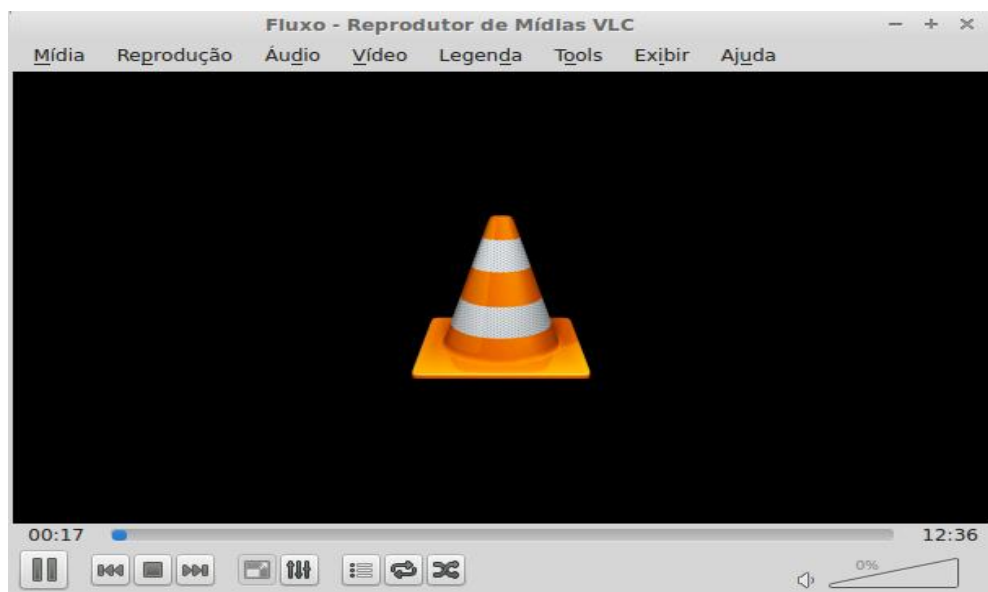 Fluxo - Reprodutor de Mídias VLC
Mídia Reprodução Áudio Vídeo Legenda Tools Exibir Ajuda
00:17 12:36
0%